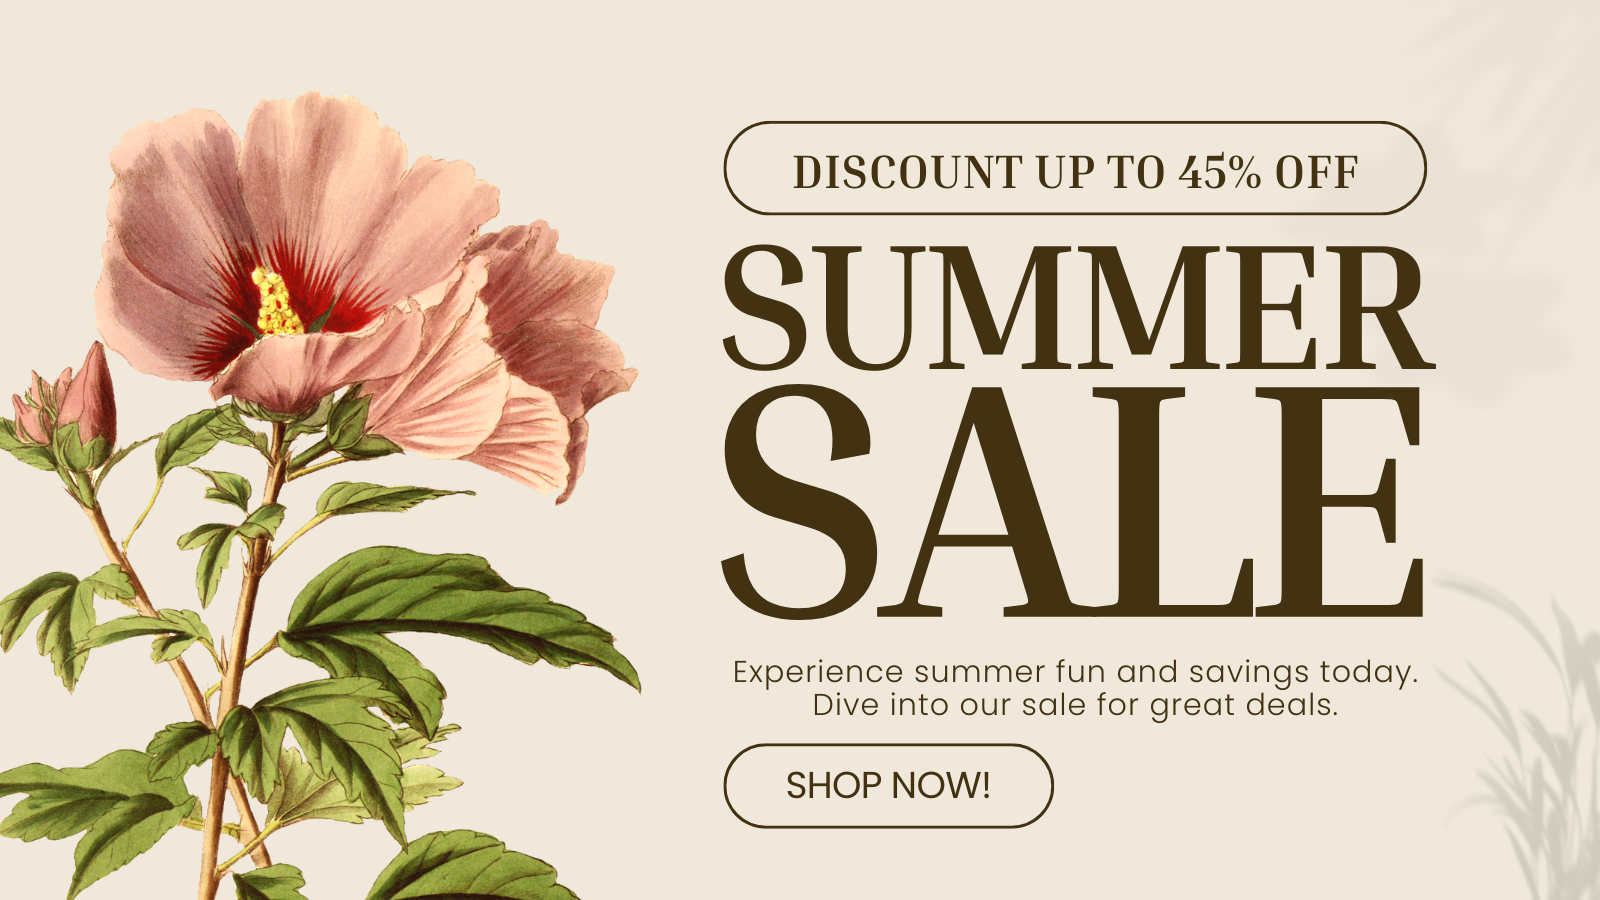 DISCOUNT UP TO 45% OFF
SUMMER
SALE
Experience summer fun and savings today.
Dive into our sale for great deals.
SHOP NOW!